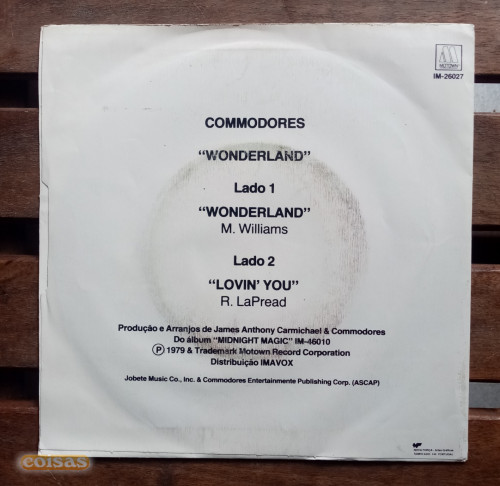 MOTOWN
IM-26027
COMMODORES
"WONDERLAND"
Lado 1
"WONDERLAND"
M. Williams
Lado 2
"LOVIN' YOU"
R. LaPread
Produção e Arranjos de James Anthony Carmichael & Commodores
Do álbum "MIDNIGHT MAGIC" IM-46010
Ⓟ 1979 & Trademark Motown Record Corporation
Distribuição IMAVOX
Jobete Music Co., Inc. & Commodores Entertainmente Publishing Corp. (ASCAP)
coisas